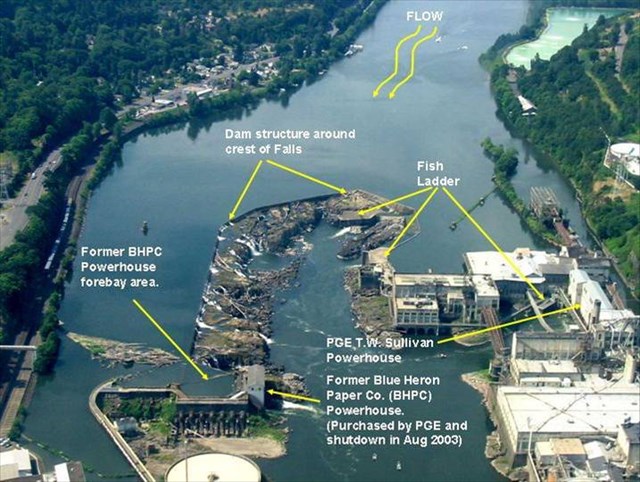 FLOW
Dam structure around
crest of Falls
Fish
Ladder
Former BHPC
Powerhouse
forebay area.
PGE T.W. Sullivan
Powerhouse
Former Blue Heron
Paper Co. (BHPC)
Powerhouse.
(Purchased by PGE and
shutdown in Aug 2003)